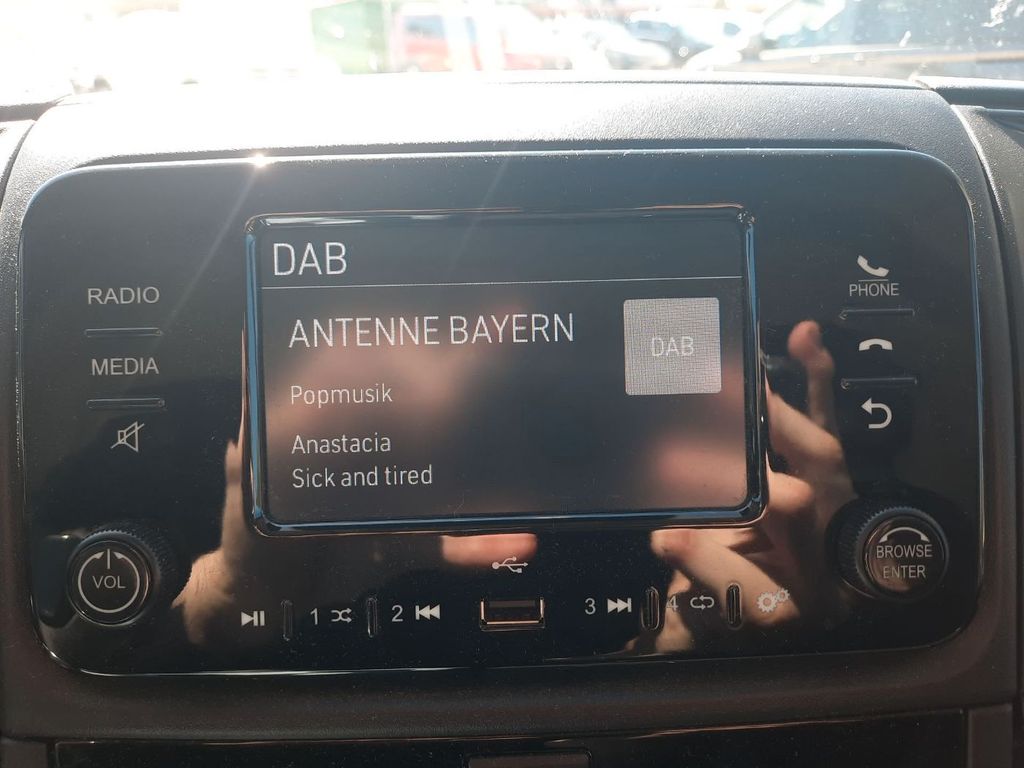 DAB
ANTENNE BAYERN
DAB
Popmusik
Anastacia
Sick and tired
RADIO
MEDIA
VOL
PHONE
BROWSE
ENTER
1
2
3
4